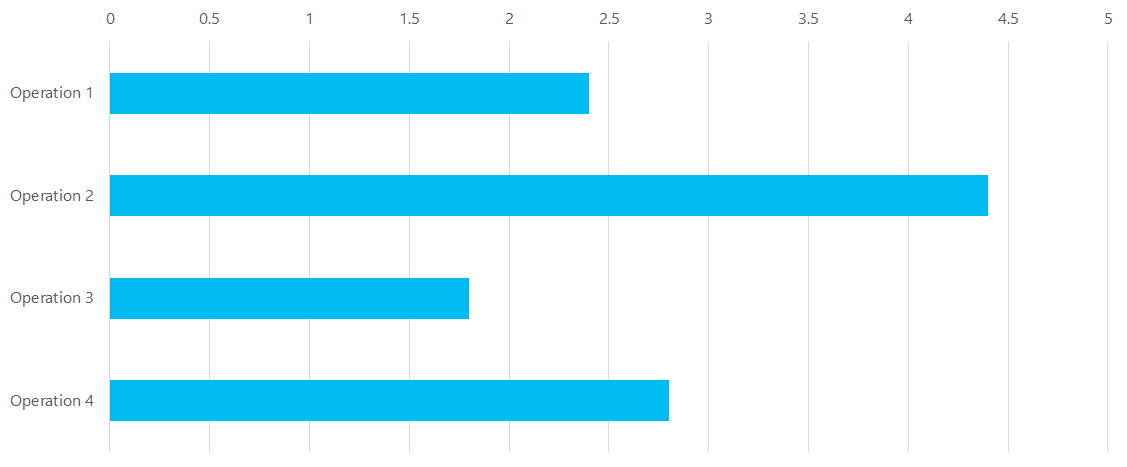 0 0.5 1 1.5 2 2.5 3 3.5 4 4.5 5
Operation 1
Operation 2
Operation 3
Operation 4